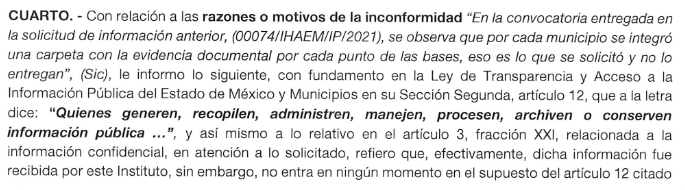 CUARTO. - Con relación a las razones o motivos de la inconformidad “En la convocatoria entregada en
la solicitud de información anterior, (00074/IHAEM/IP/2021), se observa que por cada municipio se integró
una carpeta con la evidencia documental por cada punto de las bases, eso es lo que se solicitó y no lo
entregan”, (Sic), le informo lo siguiente, con fundamento en la Ley de Transparencia y Acceso a la
Información Pública del Estado de México y Municipios en su Sección Segunda, artículo 12, que a la letra
dice: “Quienes generen, recopilen, administren, manejen, procesen, archiven o conserven
información pública ...”, y así mismo a lo relativo en el artículo 3, fracción XXI, relacionada a la
información confidencial, en atención a lo solicitado, refiero que, efectivamente, dicha información fue
recibida por este Instituto, sin embargo, no entra en ningún momento en el supuesto del artículo 12 citado